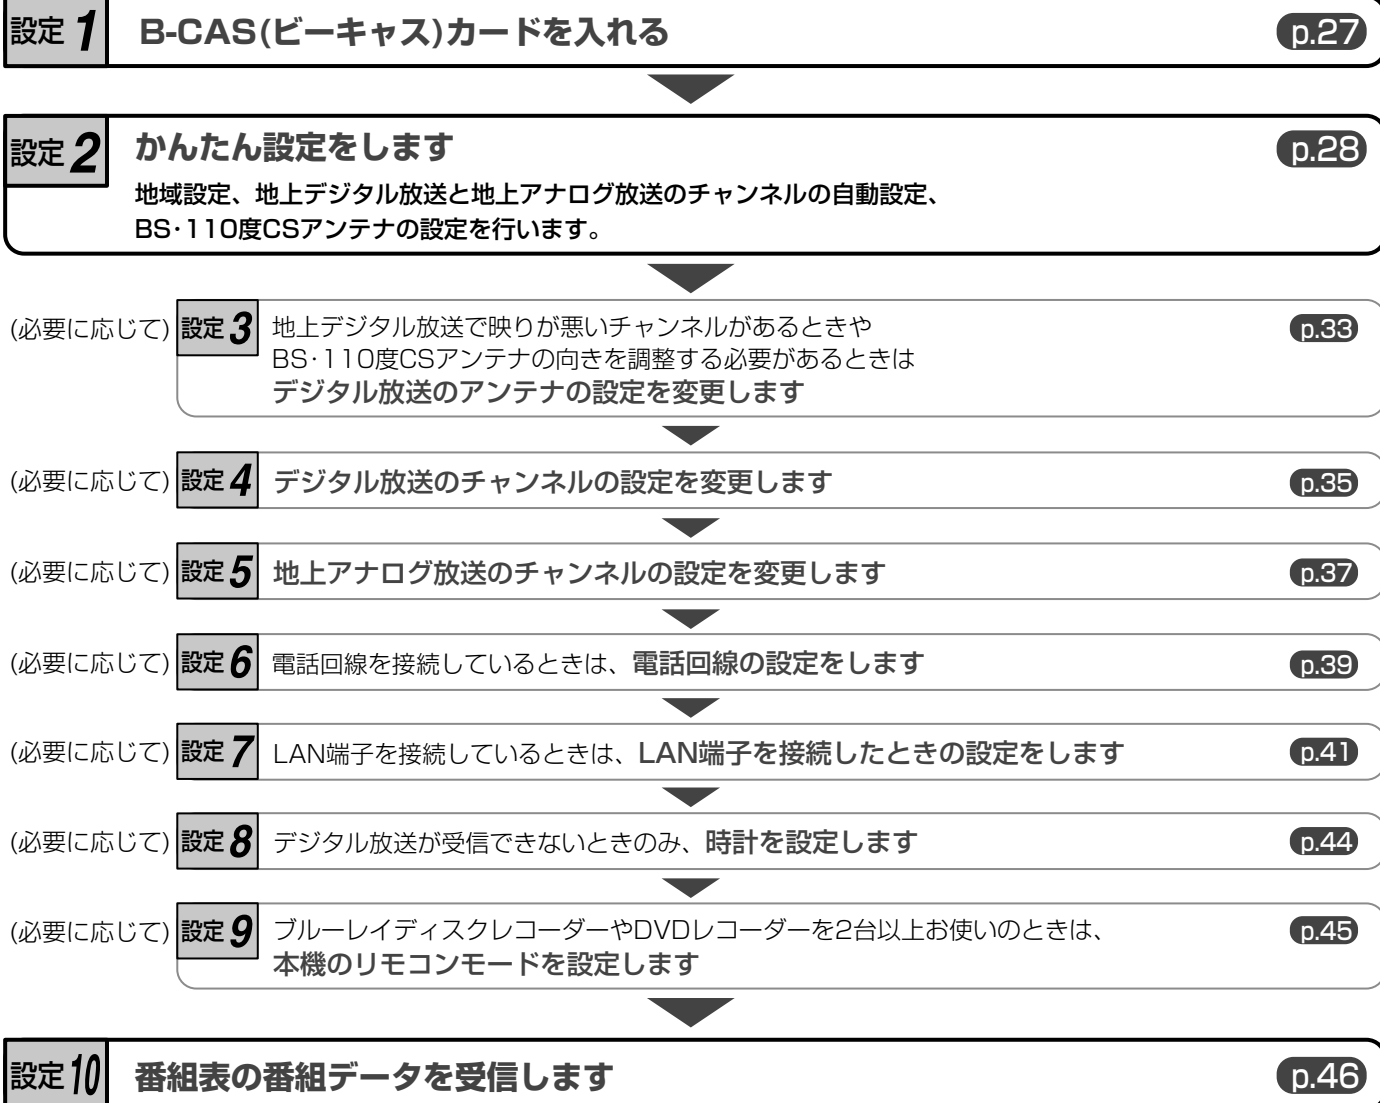 設定1 B-CAS(ビーキャス)カードを入れる p.27
設定2 かんたん設定をします p.28
地域設定、地上デジタル放送と地上アナログ放送のチャンネルの自動設定、
BS·110度CSアンテナの設定を行います。
(必要に応じて) 設定3 地上デジタル放送で映りが悪いチャンネルがあるときや p.33
BS·110度CSアンテナの向きを調整する必要があるときは
デジタル放送のアンテナの設定を変更します
(必要に応じて) 設定4 デジタル放送のチャンネルの設定を変更します p.35
(必要に応じて) 設定5 地上アナログ放送のチャンネルの設定を変更します p.37
(必要に応じて) 設定6 電話回線を接続しているときは、電話回線の設定をします p.39
(必要に応じて) 設定7 LAN端子を接続しているときは、LAN端子を接続したときの設定をします p.41
(必要に応じて) 設定8 デジタル放送が受信できないときのみ、時計を設定します p.44
(必要に応じて) 設定9 ブルーレイディスクレコーダーやDVDレコーダーを2台以上お使いのときは、 p.45
本機のリモコンモードを設定します
設定10 番組表の番組データを受信します p.46